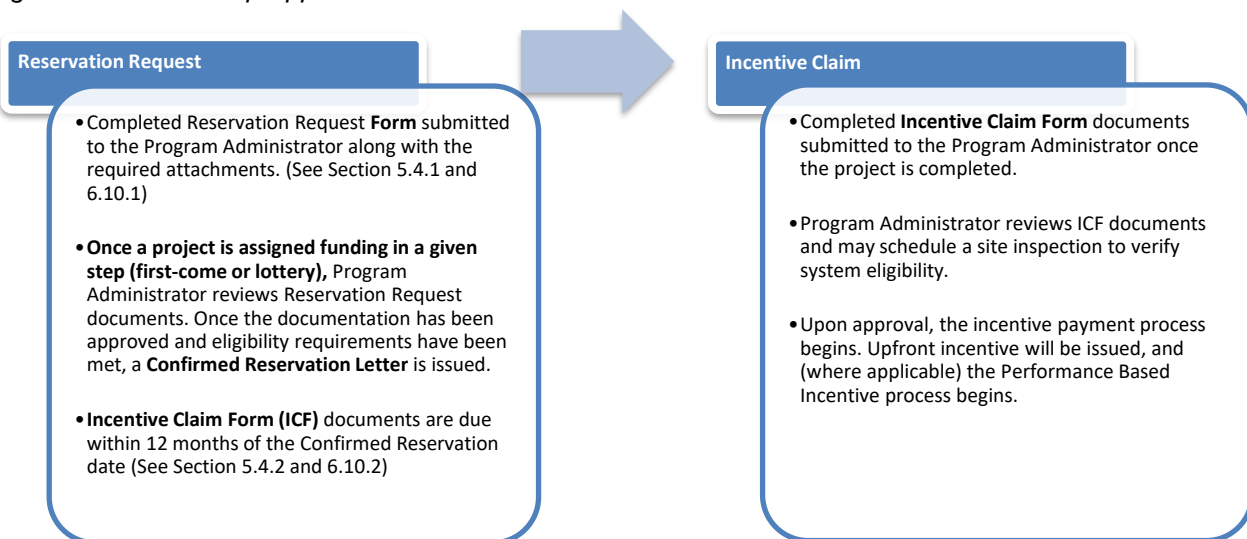 Reservation Request
•Completed Reservation Request Form submitted
to the Program Administrator along with the
required attachments. (See Section 5.4.1 and
6.10.1)
•Once a project is assigned funding in a given
step (first-come or lottery), Program
Administrator reviews Reservation Request
documents. Once the documentation has been
approved and eligibility requirements have been
met, a Confirmed Reservation Letter is issued.
•Incentive Claim Form (ICF) documents are due
within 12 months of the Confirmed Reservation
date (See Section 5.4.2 and 6.10.2)
Incentive Claim
•Completed Incentive Claim Form documents
submitted to the Program Administrator once
the project is completed.
•Program Administrator reviews ICF documents
and may schedule a site inspection to verify
system eligibility.
•Upon approval, the incentive payment process
begins. Upfront incentive will be issued, and
(where applicable) the Performance Based
Incentive process begins.